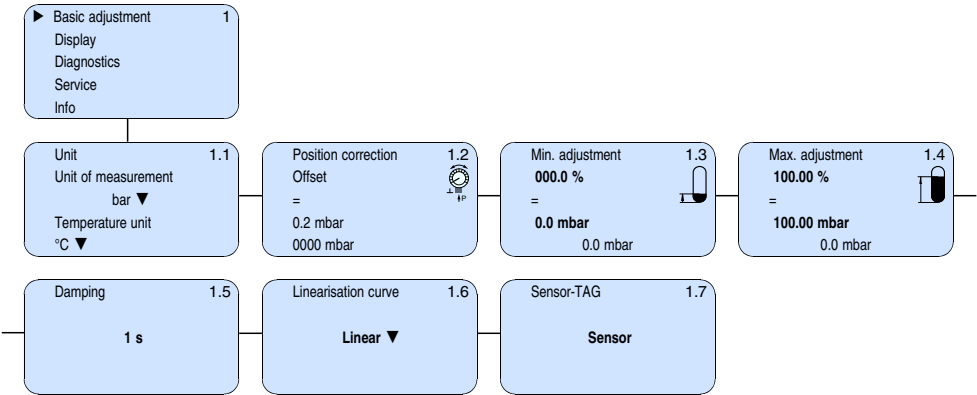 ▶ Basic adjustment 1
Display
Diagnostics
Service
Info
Unit 1.1
Unit of measurement
bar ▼
Temperature unit
°C ▼
Position correction 1.2
Offset
=
0.2 mbar
0000 mbar
P
Min. adjustment 1.3
000.0 %
=
0.0 mbar
0.0 mbar
Max. adjustment 1.4
100.00 %
=
100.00 mbar
0.0 mbar
Damping 1.5
1 s
Linearisation curve 1.6
Linear ▼
Sensor-TAG 1.7
Sensor